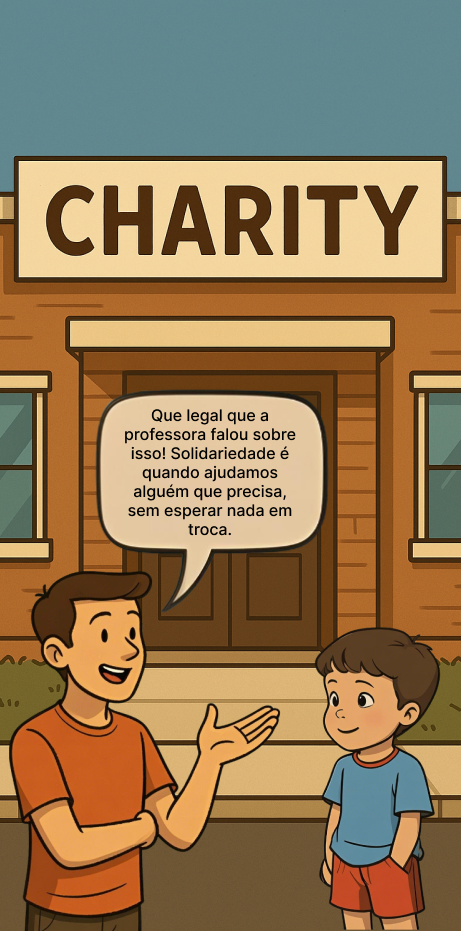 CHARITY
Que legal que a
professora falou sobre
isso! Solidariedade é
quando ajudamos
alguém que precisa,
sem esperar nada em
troca.